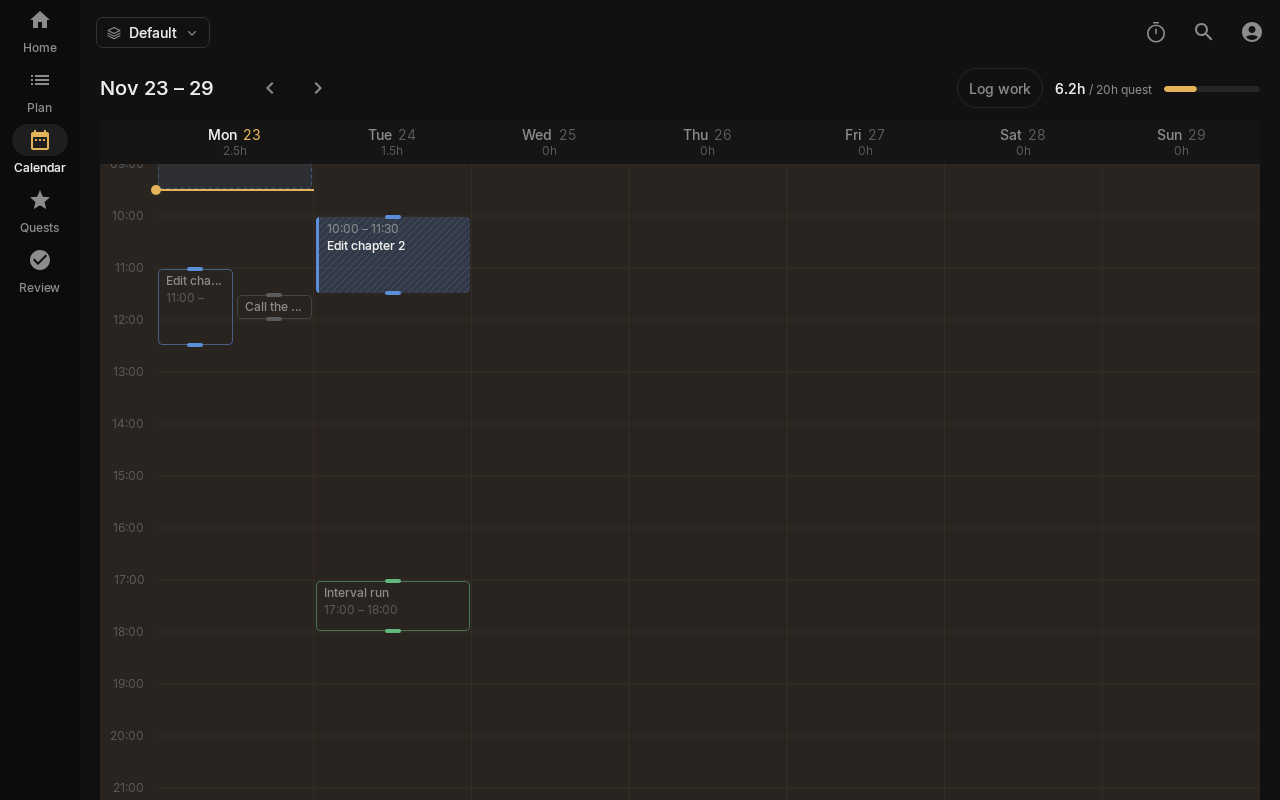 Home
Plan
Calendar
Quests
Review
Default
Nov 23 – 29
Log work
6.2h / 20h quest
Mon 23
2.5h
Tue 24
1.5h
Wed 25
0h
Thu 26
0h
Fri 27
0h
Sat 28
0h
Sun 29
0h
09:00
10:00
11:00
12:00
13:00
14:00
15:00
16:00
17:00
18:00
19:00
20:00
21:00
Edit cha...
11:00 –
Call the ...
10:00 – 11:30
Edit chapter 2
Interval run
17:00 – 18:00